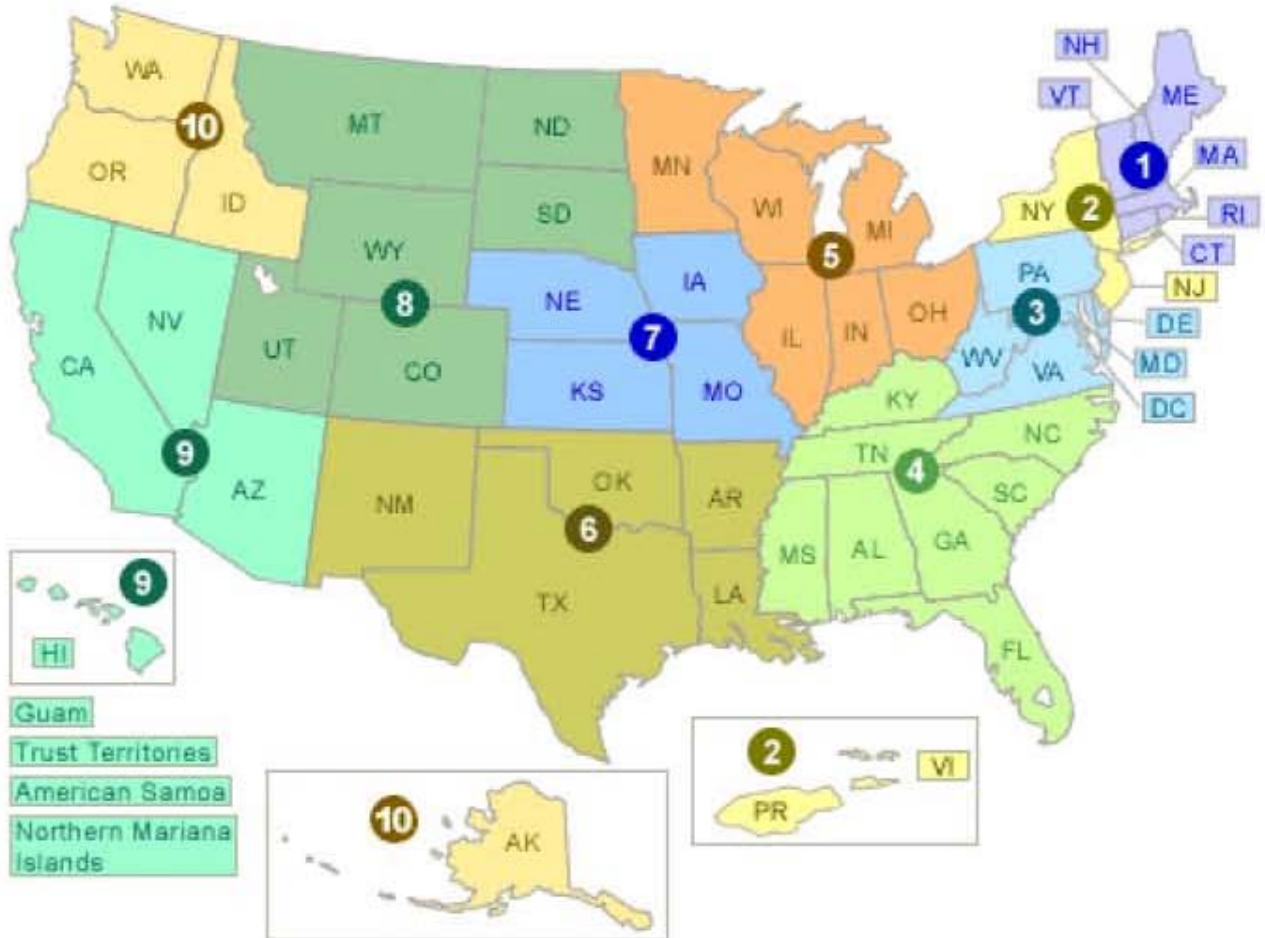 NH
WA
ME
VT
10
MT
ND
MN
1
MA
OR
WI
ID
SD
NY
2
RI
MI
WY
5
CT
PA
IA
NJ
8
NE
3
DE
NV
7
OH
UT
IL
IN
WV
MD
CA
CO
VA
KS
MO
KY
DC
NC
9
TN
4
AZ
OK
SC
NM
AR
6
GA
MS
AL
9
TX
LA
HI
FL
Guam
Trust Territories
2
VI
American Samoa
PR
10
Northern Mariana
Islands
AK